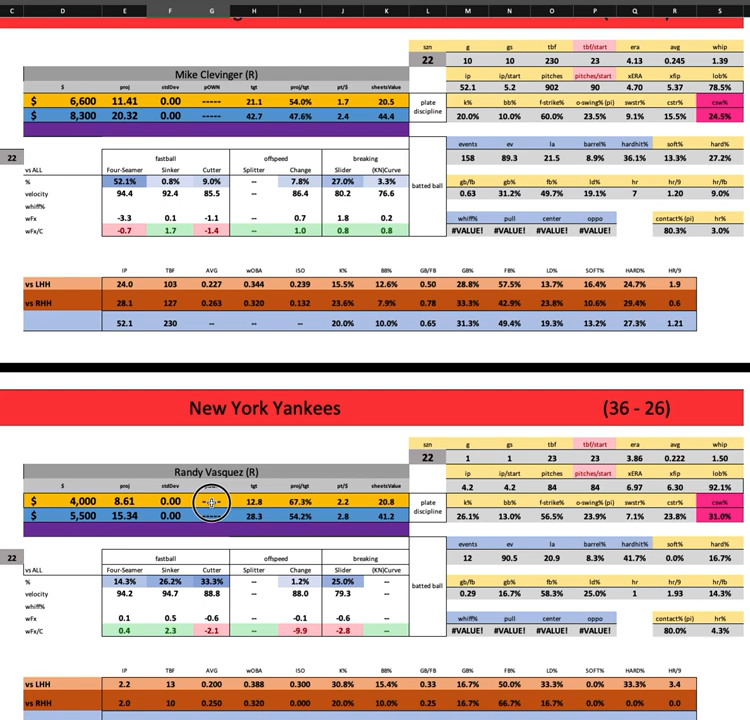 C D E F G H I J K L M N O P Q R S
szn g gs tbf tbf/start era avg whip
22 10 10 230 23 4.13 0.245 1.39
Mike Clevinger (R) ip ip/start pitches pitches/start xERA xfip lob%
52.1 5.2 902 90 4.70 5.37 78.5%
$ proj stdDev pOWN tgt proj/tgt pt/$ sheetsValue
$ 6,600 11.41 0.00 ----- 21.1 54.0% 1.7 20.5
plate discipline k% bb% f-strike% o-swing% (pi) swstr% cstr% csw%
$ 8,300 20.32 0.00 ----- 42.7 47.6% 2.4 44.4
20.0% 10.0% 60.0% 23.5% 9.1% 15.5% 24.5%
events ev la barrel% hardhit% soft% hard%
22 fastball offspeed breaking
158 89.3 21.5 8.9% 36.1% 13.3% 27.2%
vs ALL Four-Seamer Sinker Cutter Splitter Change Slider (KN)Curve
% 52.1% 0.8% 9.0% -- 7.8% 27.0% 3.3%
batted ball gb/fb gb% fb% ld% hr hr/9 hr/fb
velocity 94.4 92.4 85.5 -- 86.4 80.2 76.6
0.63 31.2% 49.7% 19.1% 7 1.20 9.0%
whiff%
wFx -3.3 0.1 -1.1 -- 0.7 1.8 0.2
whiff% pull center oppo contact% (pi) hr%
wFx/C -0.7 1.7 -1.4 -- 1.0 0.8 0.8
#VALUE! #VALUE! #VALUE! #VALUE! 80.3% 3.0%
IP TBF AVG wOBA ISO K% BB% GB/FB GB% FB% LD% SOFT% HARD% HR/9
vs LHH 24.0 103 0.227 0.344 0.239 15.5% 12.6% 0.50 28.8% 57.5% 13.7% 16.4% 24.7% 1.9
vs RHH 28.1 127 0.263 0.320 0.132 23.6% 7.9% 0.78 33.3% 42.9% 23.8% 10.6% 29.4% 0.6
52.1 230 -- -- 20.0% 10.0% 0.65 31.3% 49.4% 19.3% 13.2% 27.3% 1.21
New York Yankees (36 - 26)
szn g gs tbf tbf/start era avg whip
22 1 1 23 23 3.86 0.222 1.50
Randy Vasquez (R) ip ip/start pitches pitches/start xERA xfip lob%
4.2 4.2 84 84 6.97 6.30 92.1%
$ proj stdDev tgt proj/tgt pt/$ sheetsValue
$ 4,000 8.61 0.00 12.8 67.3% 2.2 20.8
plate discipline k% bb% f-strike% o-swing% (pi) swstr% cstr% csw%
$ 5,500 15.34 0.00 ----- 28.3 54.2% 2.8 41.2
26.1% 13.0% 56.5% 23.9% 7.1% 23.8% 31.0%
events ev la barrel% hardhit% soft% hard%
22 fastball offspeed breaking
12 90.5 20.9 8.3% 41.7% 0.0% 16.7%
vs ALL Four-Seamer Sinker Cutter Splitter Change Slider (KN)Curve
% 14.3% 26.2% 33.3% -- 1.2% 25.0% --
batted ball gb/fb gb% fb% ld% hr hr/9 hr/fb
velocity 94.2 94.7 88.8 -- 88.0 79.3 --
0.29 16.7% 58.3% 25.0% 1 1.93 14.3%
whiff%
wFx 0.1 0.5 -0.6 -- -0.1 -0.6 --
whiff% pull center oppo contact% (pi) hr%
wFx/C 0.4 2.3 -2.1 -- -9.9 -2.8 --
#VALUE! #VALUE! #VALUE! #VALUE! 80.0% 4.3%
IP TBF AVG wOBA ISO K% BB% GB/FB GB% FB% LD% SOFT% HARD% HR/9
vs LHH 2.2 13 0.200 0.388 0.300 30.8% 15.4% 0.33 16.7% 50.0% 33.3% 0.0% 33.3% 3.4
vs RHH 2.0 10 0.250 0.320 0.000 20.0% 10.0% 0.25 16.7% 66.7% 16.7% 0.0% 0.0% 0.0